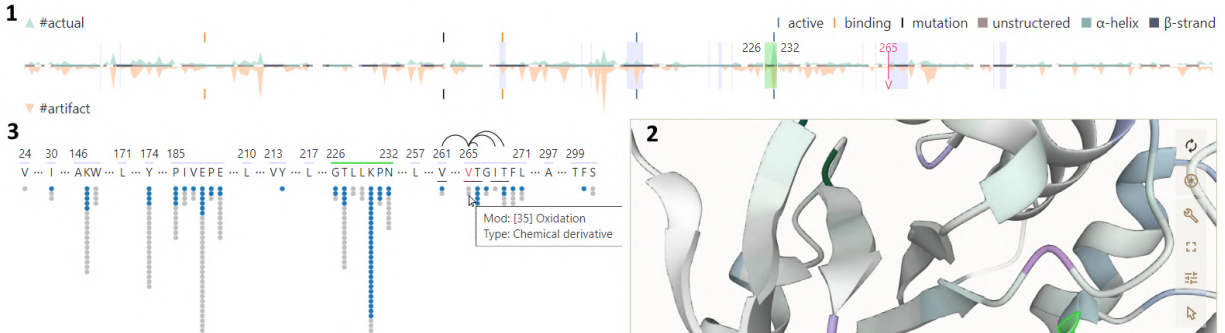 1
#actual
active binding mutation unstructered α-helix β-strand
226 232 265
V
#artifact
3
24 30 146 171 174 185 210 213 217 226 232 257 261 265 271 297 299
V ··· I ··· AKW ··· L ··· Y ··· PIVEPE ··· L ··· VY ··· L ··· GTLLKPN ··· L ··· V ··· VTGITFL ··· A ··· TFS
Mod: [35] Oxidation
Type: Chemical derivative
2